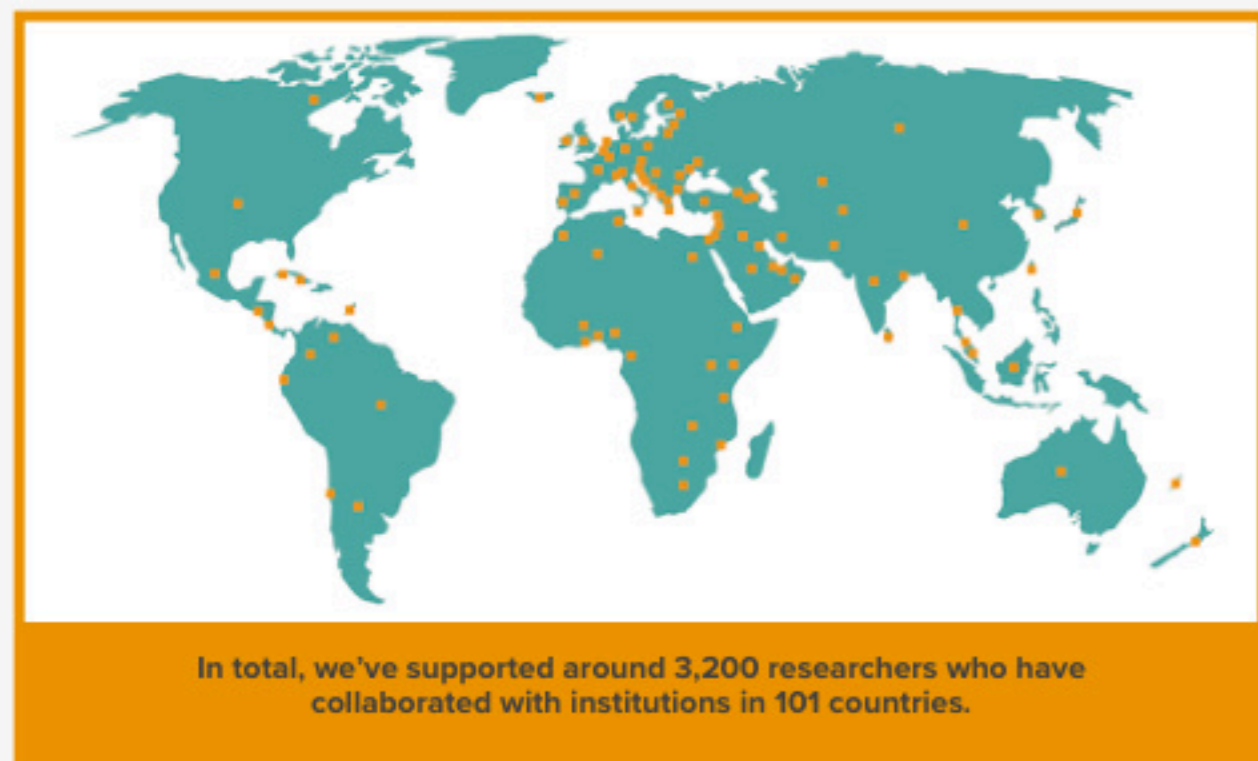 In total, we've supported around 3,200 researchers who have
collaborated with institutions in 101 countries.